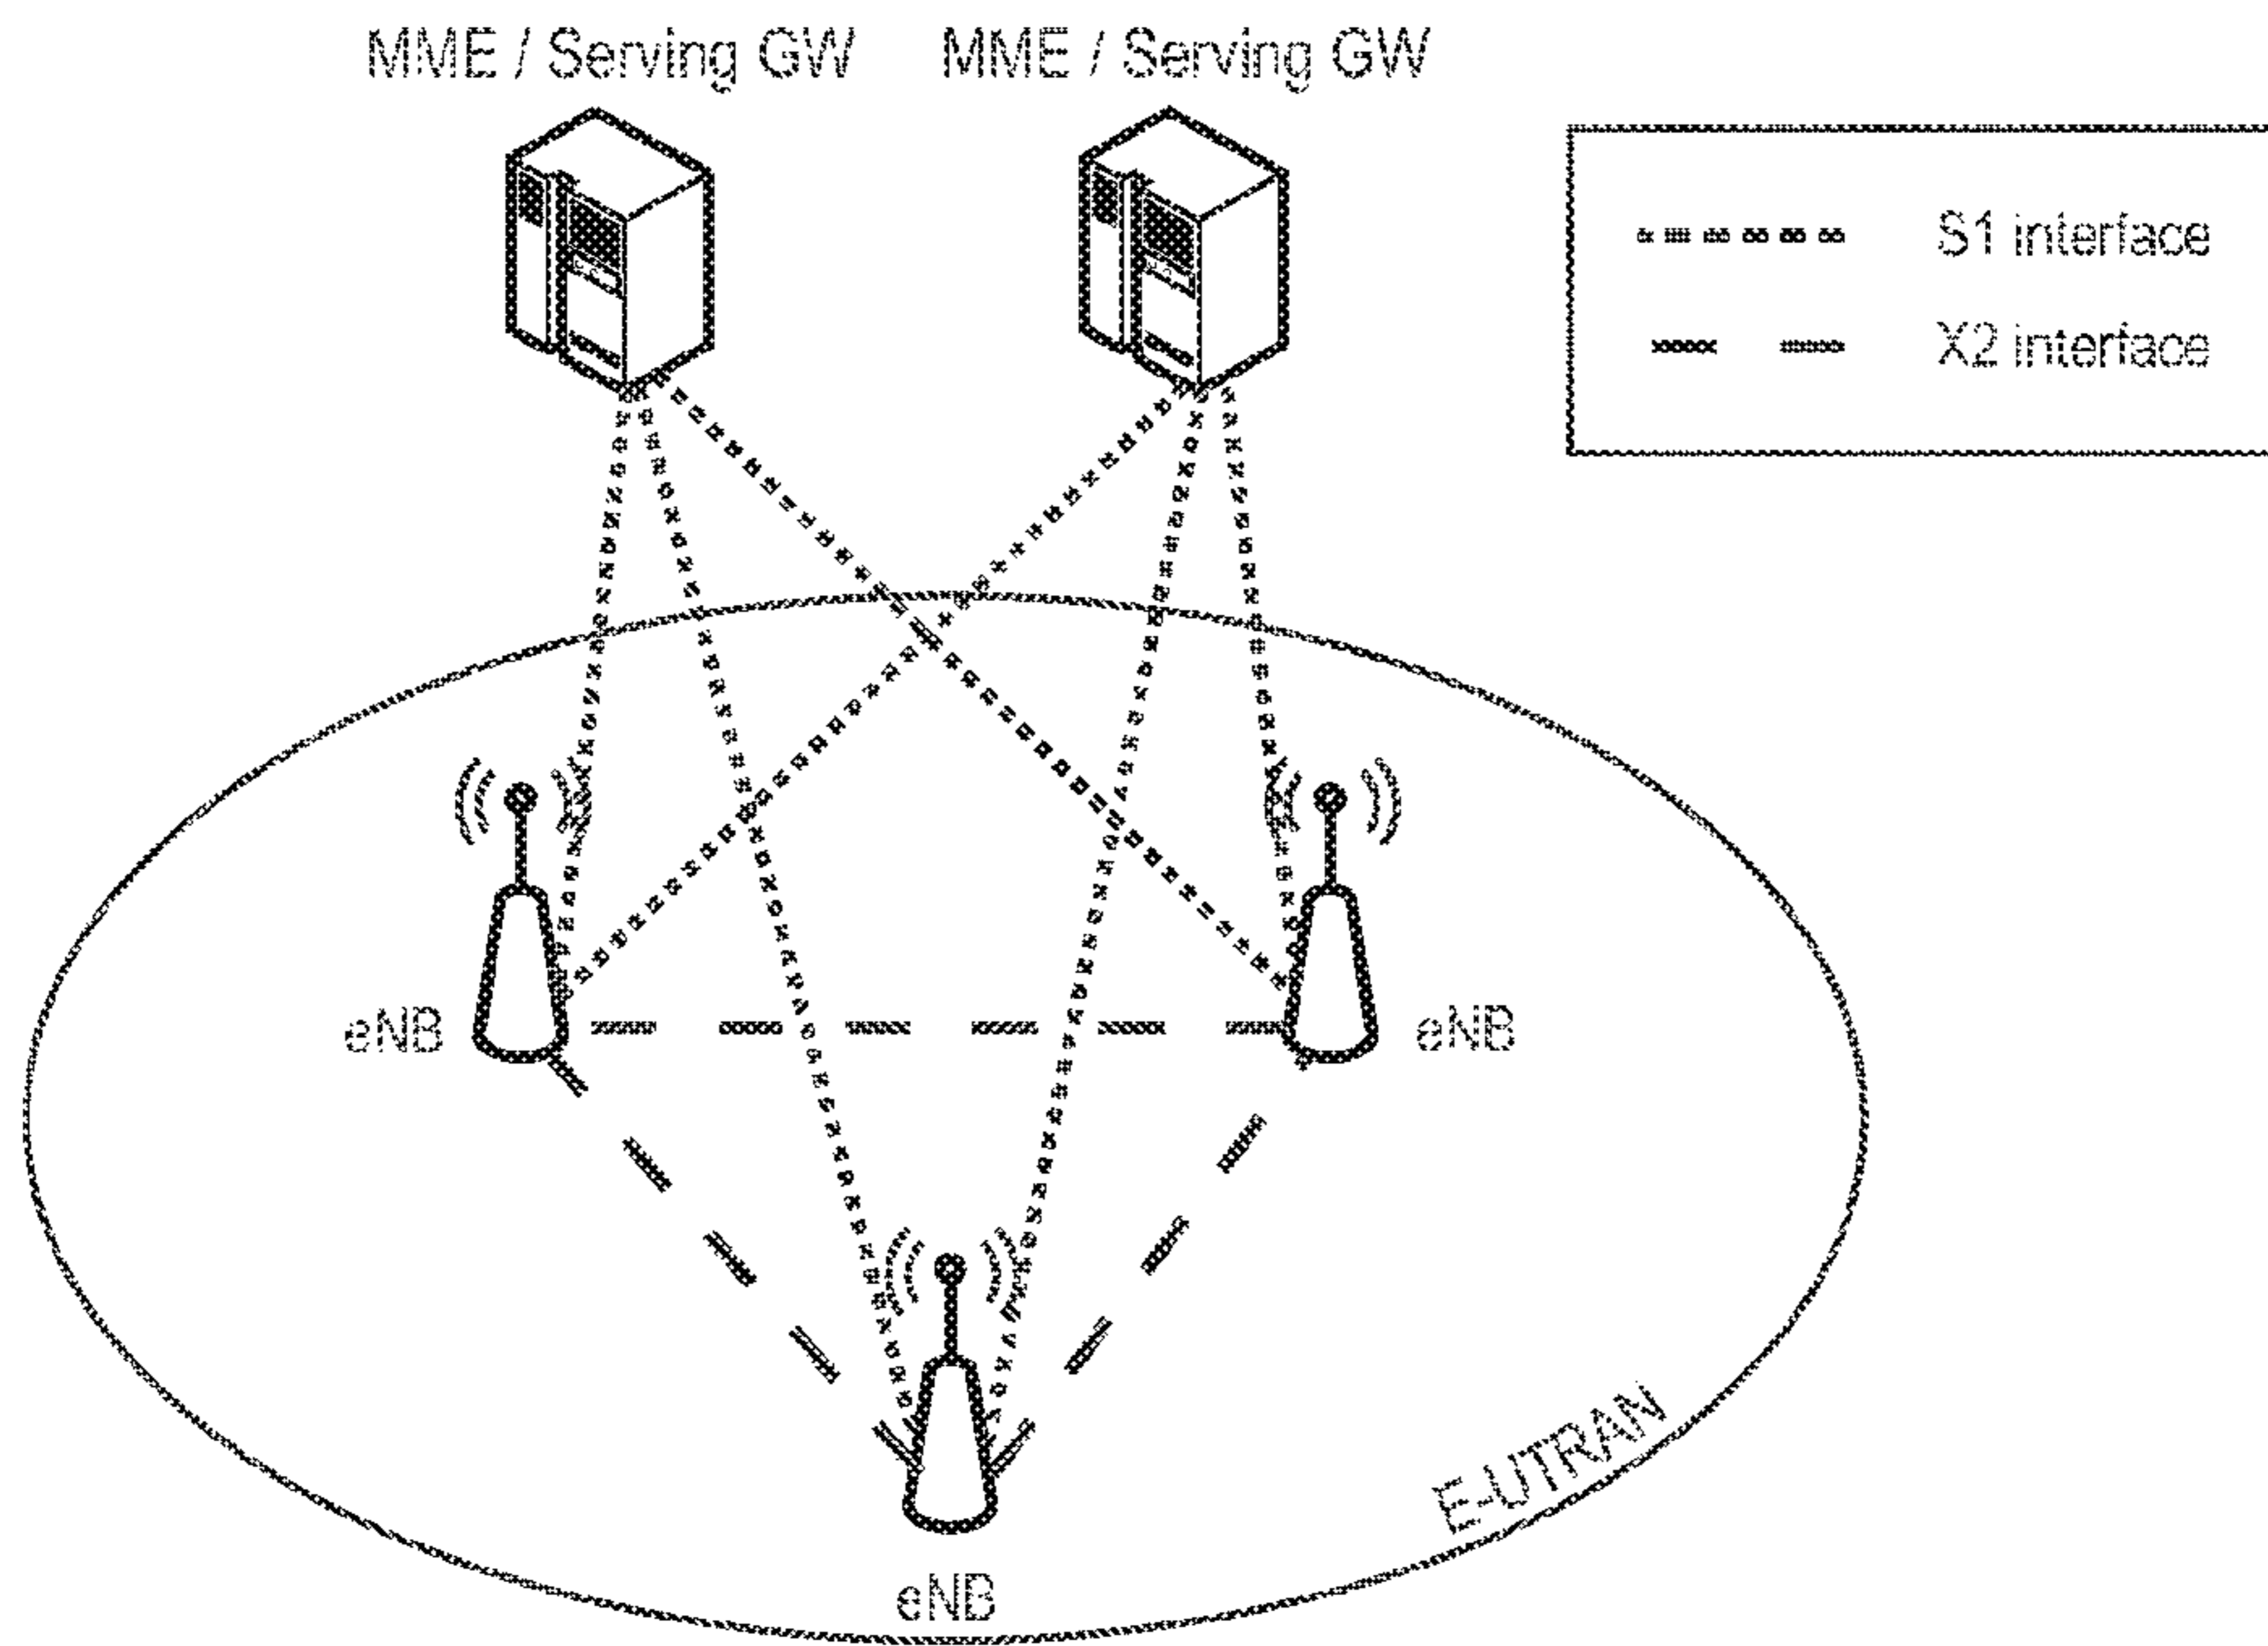 MME / Serving GW
MME / Serving GW
S1 interface
X2 interface
eNB
eNB
eNB
E-UTRAN